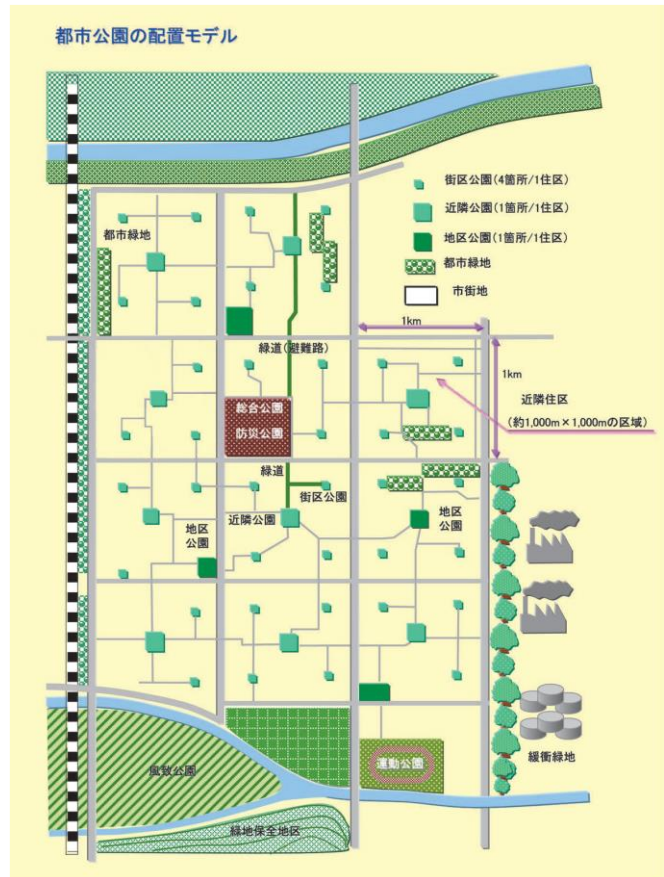 都市公園の配置モデル
街区公園(4箇所/1住区)
近隣公園(1箇所/1住区)
地区公園(1箇所/1住区)
都市緑地
市街地
都市緑地
1km
緑道(避難路)
1km
近隣住区
(約1,000m×1,000mの区域)
総合公園
防災公園
緑道
街区公園
地区
公園
近隣公園
地区
公園
風致公園
運動公園
緩衝緑地
緑地保全地区